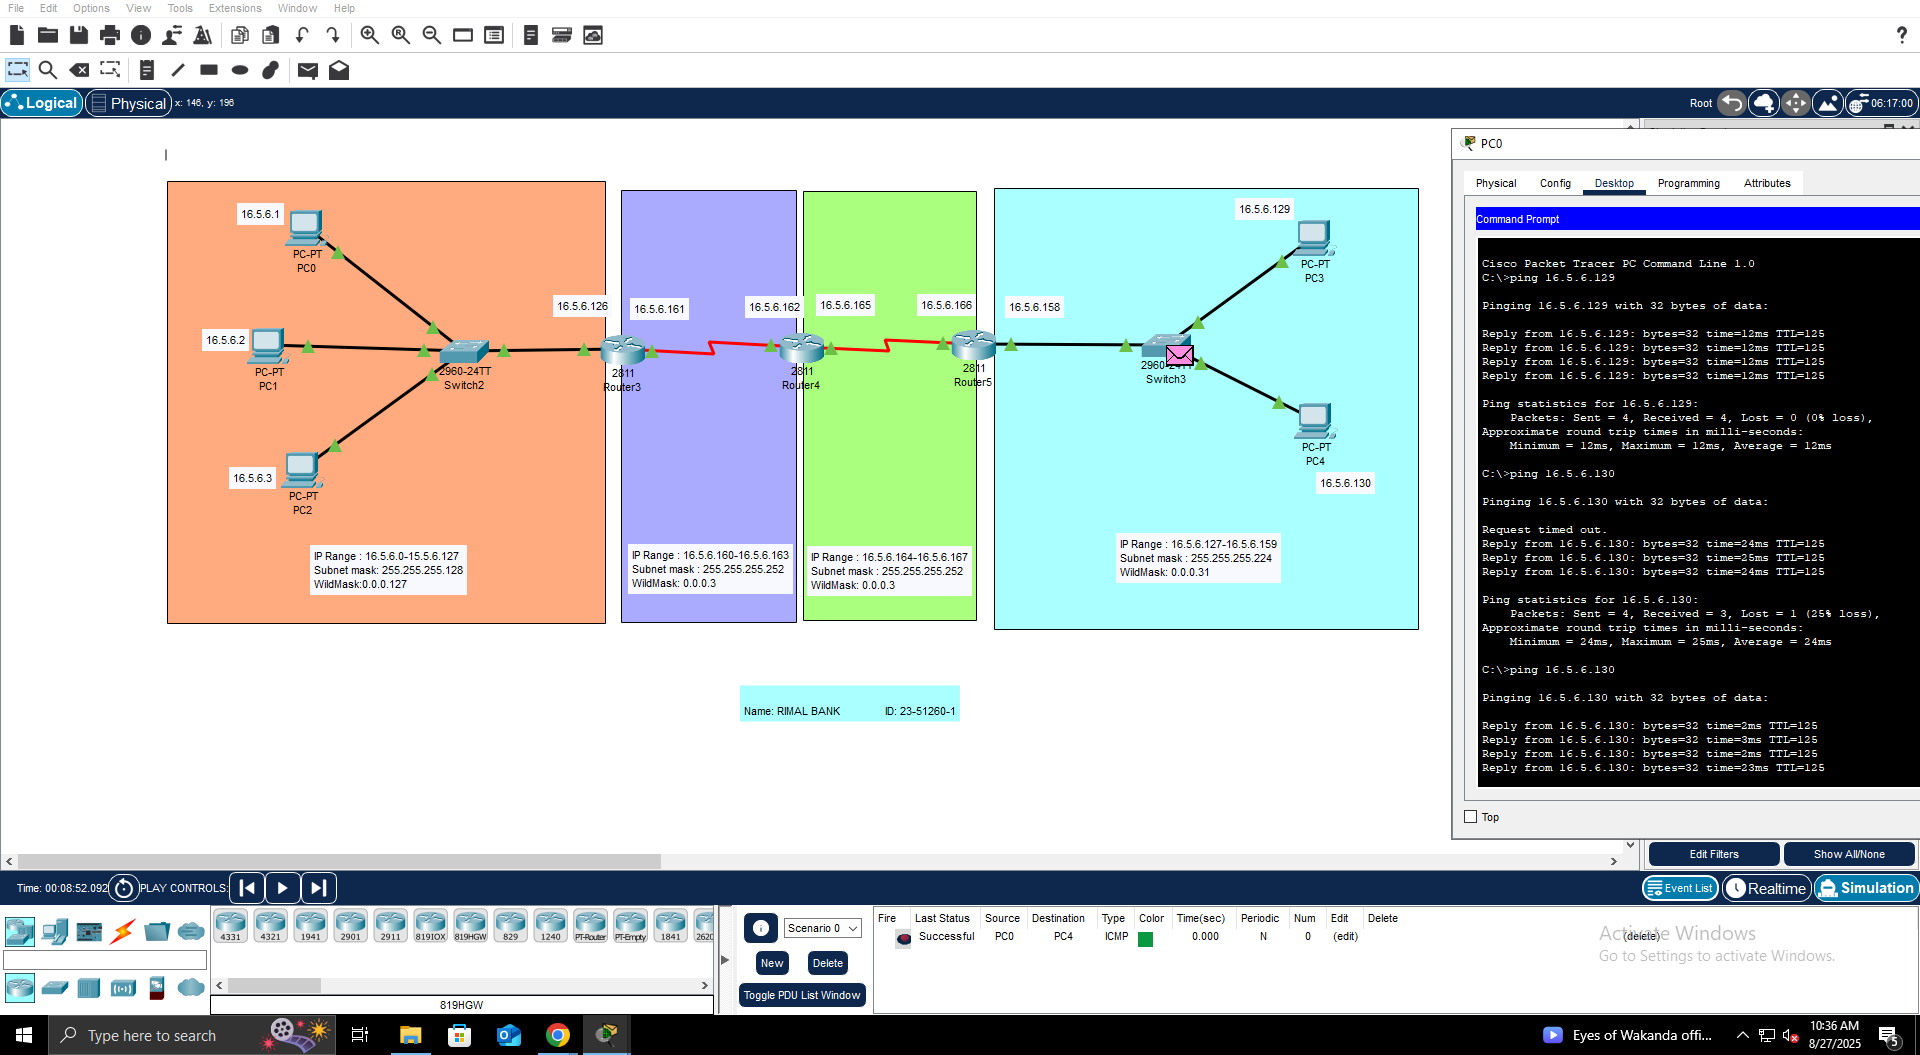 File Edit Options View Tools Extensions Window Help
Logical Physical x: 146, y: 196 Root 06:17:00
PC0
Physical Config Desktop Programming Attributes
Command Prompt
Cisco Packet Tracer PC Command Line 1.0
C:\>ping 16.5.6.129
Pinging 16.5.6.129 with 32 bytes of data:
Reply from 16.5.6.129: bytes=32 time=12ms TTL=125
Reply from 16.5.6.129: bytes=32 time=12ms TTL=125
Reply from 16.5.6.129: bytes=32 time=12ms TTL=125
Reply from 16.5.6.129: bytes=32 time=12ms TTL=125
Ping statistics for 16.5.6.129:
Packets: Sent = 4, Received = 4, Lost = 0 (0% loss),
Approximate round trip times in milli-seconds:
Minimum = 12ms, Maximum = 12ms, Average = 12ms
C:\>ping 16.5.6.130
Pinging 16.5.6.130 with 32 bytes of data:
Request timed out.
Reply from 16.5.6.130: bytes=32 time=24ms TTL=125
Reply from 16.5.6.130: bytes=32 time=25ms TTL=125
Reply from 16.5.6.130: bytes=32 time=24ms TTL=125
Ping statistics for 16.5.6.130:
Packets: Sent = 4, Received = 3, Lost = 1 (25% loss),
Approximate round trip times in milli-seconds:
Minimum = 24ms, Maximum = 25ms, Average = 24ms
C:\>ping 16.5.6.130
Pinging 16.5.6.130 with 32 bytes of data:
Reply from 16.5.6.130: bytes=32 time=2ms TTL=125
Reply from 16.5.6.130: bytes=32 time=3ms TTL=125
Reply from 16.5.6.130: bytes=32 time=2ms TTL=125
Reply from 16.5.6.130: bytes=32 time=23ms TTL=125
Top
16.5.6.1
PC-PT
PC0
16.5.6.2
PC-PT
PC1
16.5.6.3
PC-PT
PC2
2960-24TT
Switch2
16.5.6.126
2811
Router3
16.5.6.161
16.5.6.162
2811
Router4
16.5.6.165
16.5.6.166
2811
Router5
16.5.6.158
2960-24TT
Switch3
16.5.6.129
PC-PT
PC3
PC-PT
PC4
16.5.6.130
IP Range : 16.5.6.0-15.5.6.127
Subnet mask: 255.255.255.128
WildMask:0.0.0.127
IP Range : 16.5.6.160-16.5.6.163
Subnet mask : 255.255.255.252
WildMask: 0.0.0.3
IP Range : 16.5.6.164-16.5.6.167
Subnet mask : 255.255.255.252
WildMask: 0.0.0.3
IP Range : 16.5.6.127-16.5.6.159
Subnet mask : 255.255.255.224
WildMask: 0.0.0.31
Name: RIMAL BANK ID: 23-51260-1
Edit Filters Show All/None
Time: 00:08:52.092 PLAY CONTROLS: Event List Realtime Simulation
4331 4321 1941 2901 2911 819IOX 819HGW 829 1240 PT-Router PT-Empty 1841 2620
819HGW
Scenario 0
New Delete
Toggle PDU List Window
Fire Last Status Source Destination Type Color Time(sec) Periodic Num Edit Delete
Successful PC0 PC4 ICMP 0.000 N 0 (edit) (delete)
Activate Windows
Go to Settings to activate Windows.
Type here to search
Eyes of Wakanda offi...
10:36 AM
8/27/2025
5